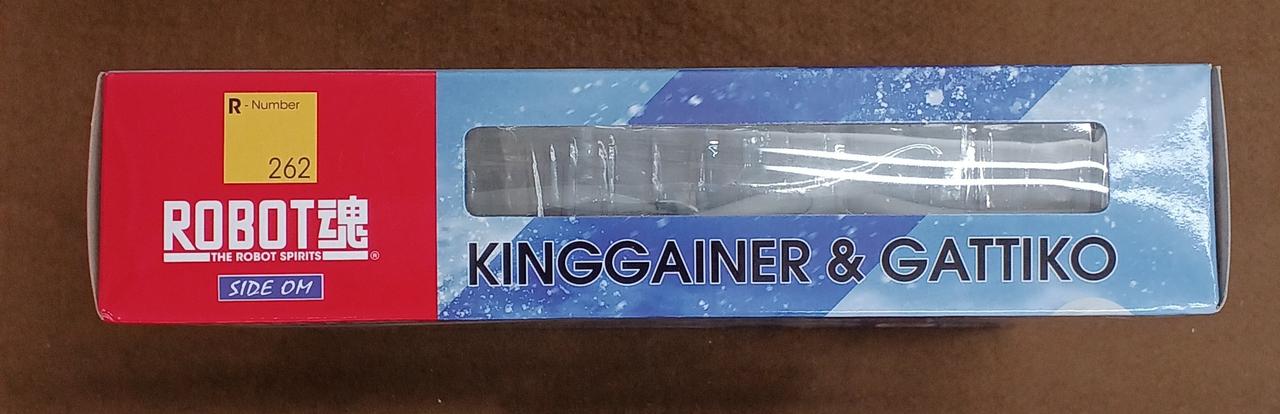 R - Number
262
ROBOT魂
THE ROBOT SPIRITS ®
SIDE OM
KINGGAINER & GATTIKO